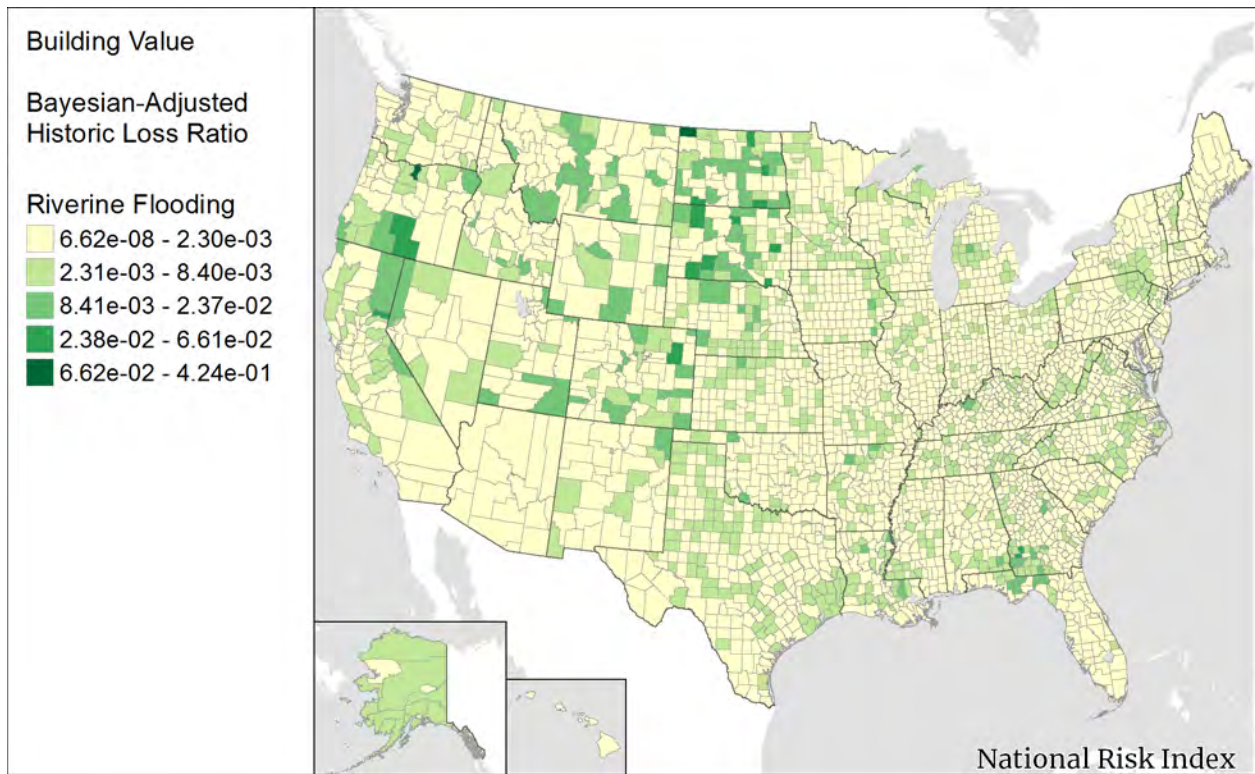 Building Value
Bayesian-Adjusted
Historic Loss Ratio
Riverine Flooding
6.62e-08 - 2.30e-03
2.31e-03 - 8.40e-03
8.41e-03 - 2.37e-02
2.38e-02 - 6.61e-02
6.62e-02 - 4.24e-01
National Risk Index